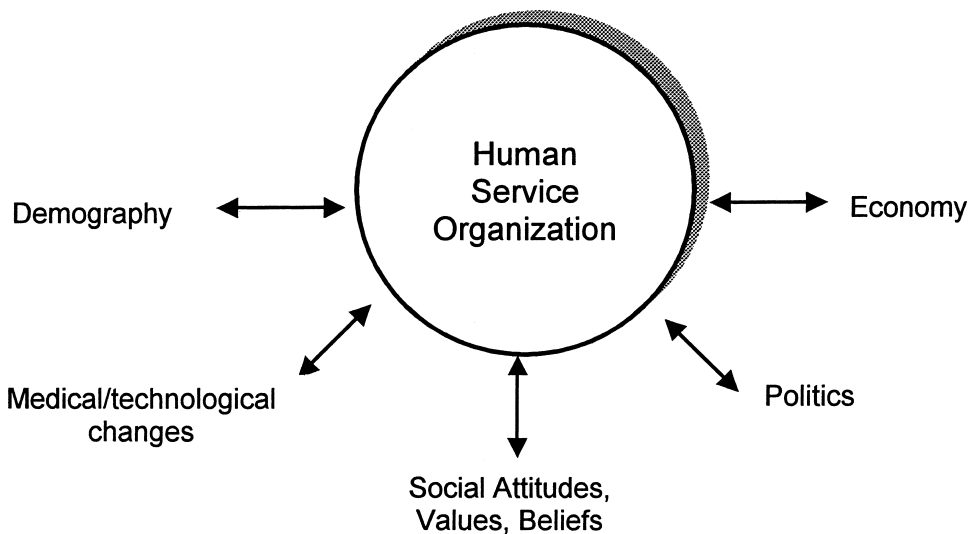 Human
Service
Organization
Demography
Economy
Medical/technological
changes
Politics
Social Attitudes,
Values, Beliefs